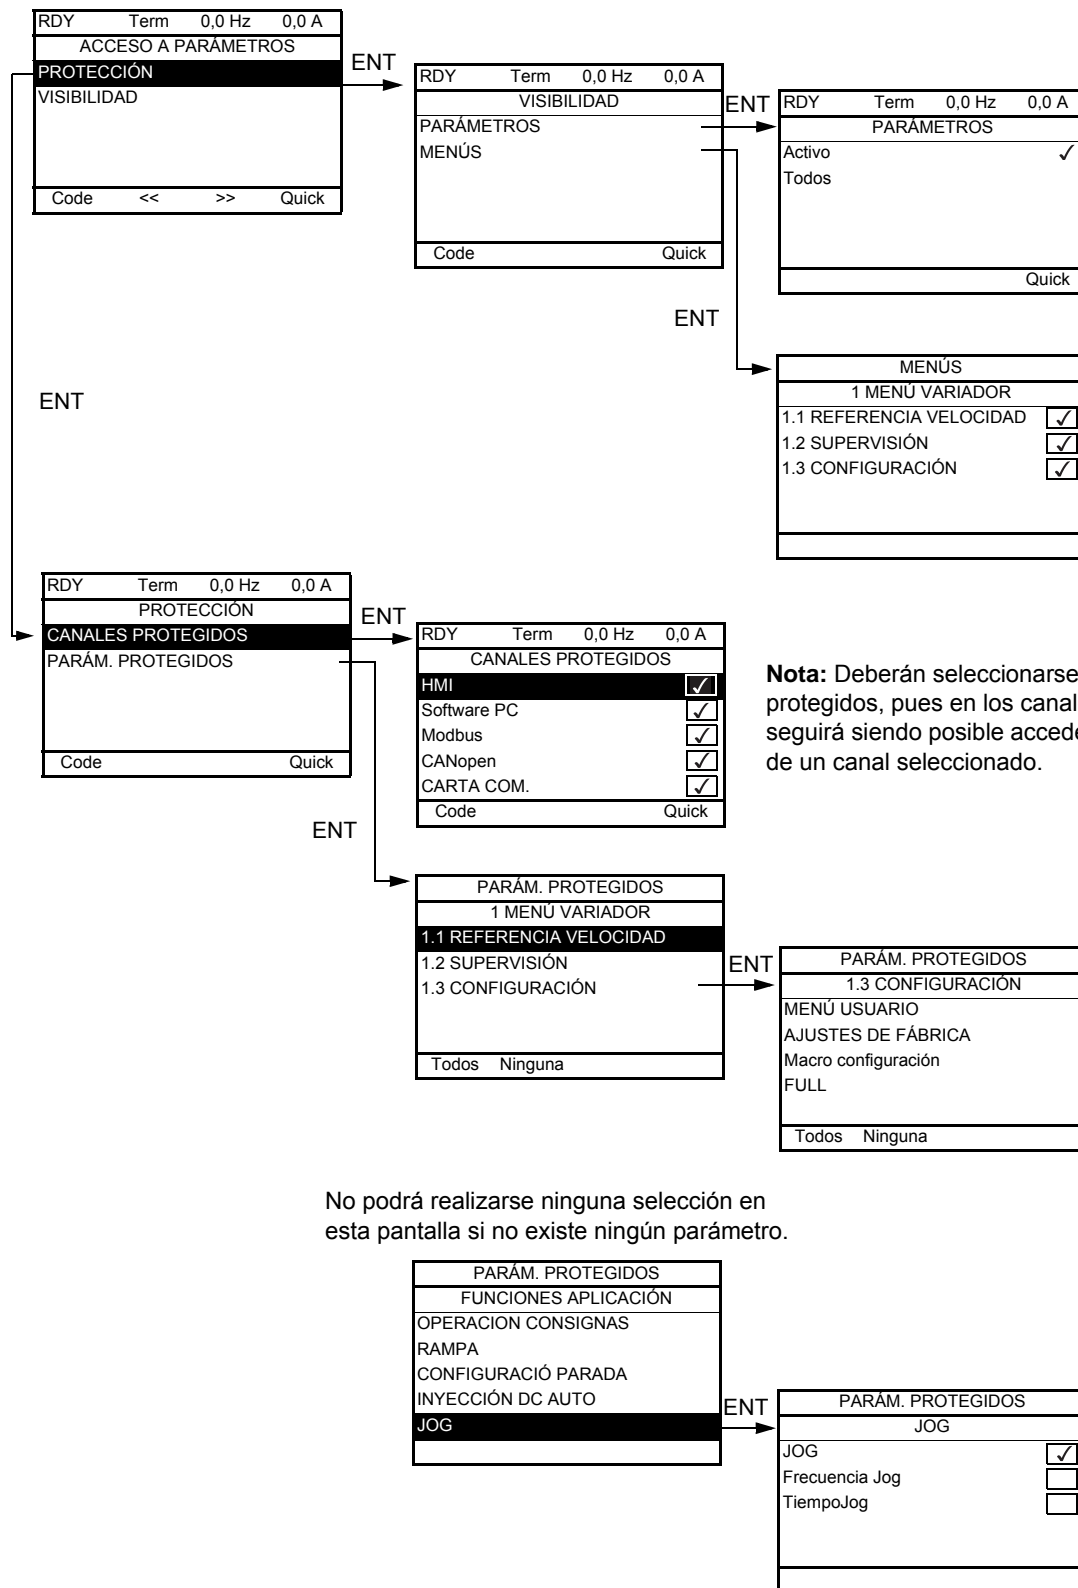 RDY Term 0,0 Hz 0,0 A
ACCESO A PARÁMETROS
PROTECCIÓN
VISIBILIDAD
Code << >> Quick
ENT
RDY Term 0,0 Hz 0,0 A
VISIBILIDAD
PARÁMETROS
MENÚS
Code Quick
ENT
RDY Term 0,0 Hz 0,0 A
PARÁMETROS
Activo ✓
Todos
Quick
ENT
MENÚS
1 MENÚ VARIADOR
1.1 REFERENCIA VELOCIDAD ✓
1.2 SUPERVISIÓN ✓
1.3 CONFIGURACIÓN ✓
ENT
RDY Term 0,0 Hz 0,0 A
PROTECCIÓN
CANALES PROTEGIDOS
PARÁM. PROTEGIDOS
Code Quick
ENT
RDY Term 0,0 Hz 0,0 A
CANALES PROTEGIDOS
HMI ✓
Software PC ✓
Modbus ✓
CANopen ✓
CARTA COM. ✓
Code Quick
Nota: Deberán seleccionarse
protegidos, pues en los canal
seguirá siendo posible accede
de un canal seleccionado.
ENT
PARÁM. PROTEGIDOS
1 MENÚ VARIADOR
1.1 REFERENCIA VELOCIDAD
1.2 SUPERVISIÓN
1.3 CONFIGURACIÓN
Todos Ninguna
ENT
PARÁM. PROTEGIDOS
1.3 CONFIGURACIÓN
MENÚ USUARIO
AJUSTES DE FÁBRICA
Macro configuración
FULL
Todos Ninguna
No podrá realizarse ninguna selección en
esta pantalla si no existe ningún parámetro.
PARÁM. PROTEGIDOS
FUNCIONES APLICACIÓN
OPERACION CONSIGNAS
RAMPA
CONFIGURACIÓ PARADA
INYECCIÓN DC AUTO
JOG
ENT
PARÁM. PROTEGIDOS
JOG
JOG ✓
Frecuencia Jog
TiempoJog